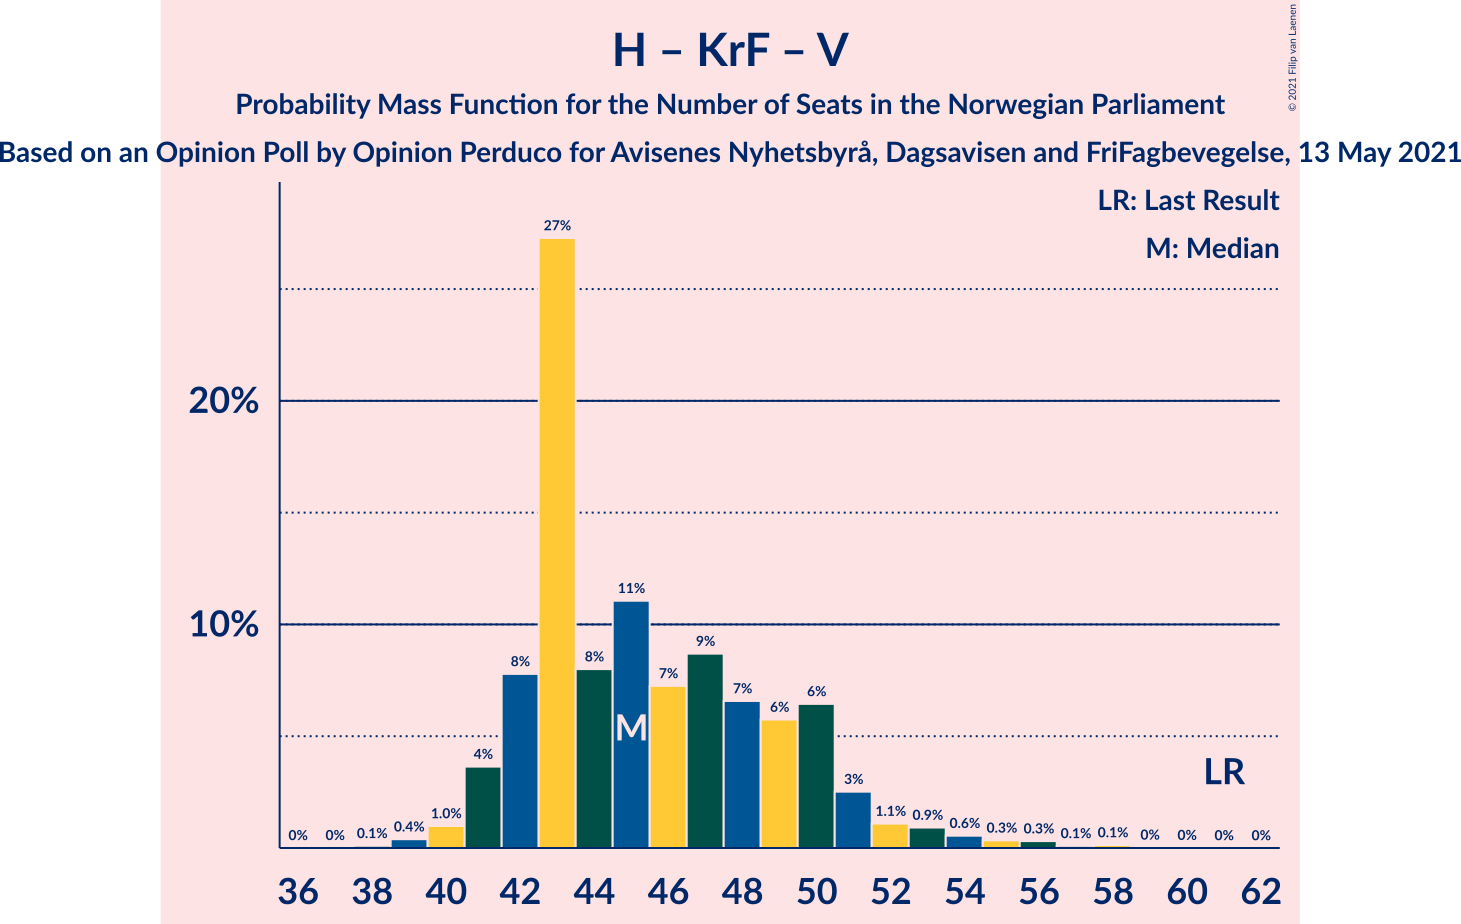 H – KrF – V
Probability Mass Function for the Number of Seats in the Norwegian Parliament
Based on an Opinion Poll by Opinion Perduco for Avisenes Nyhetsbyrå, Dagsavisen and FriFagbevegelse, 13 May 2021
© 2021 Filip van Laenen
LR: Last Result
M: Median
20%
10%
0% 0% 0.1% 0.4% 1.0% 4% 8% 27% 8% 11% 7% 9% 7% 6% 6% 3% 1.1% 0.9% 0.6% 0.3% 0.3% 0.1% 0.1% 0% 0% 0% 0%
M
LR
36 38 40 42 44 46 48 50 52 54 56 58 60 62